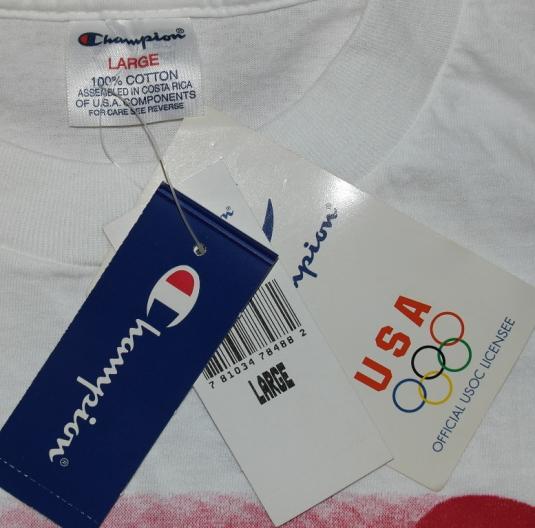 Champion®
LARGE
100% COTTON
ASSEMBLED IN COSTA RICA
OF U.S.A. COMPONENTS
FOR CARE SEE REVERSE
Champion®
7 81034 78488 2
LARGE
mpion®
USA
OFFICIAL USOC LICENSEE